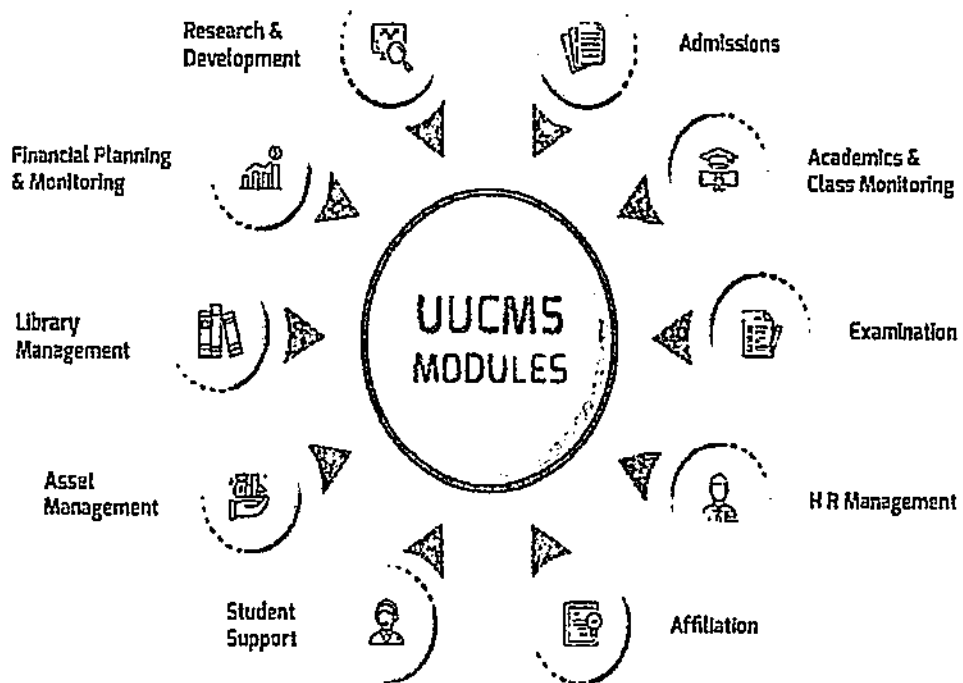 Research &
Development
Admissions
Financial Planning
& Monitoring
Academics &
Class Monitoring
UUCMS
MODULES
Library
Management
Examination
Asset
Management
H R Management
Student
Support
Affiliation